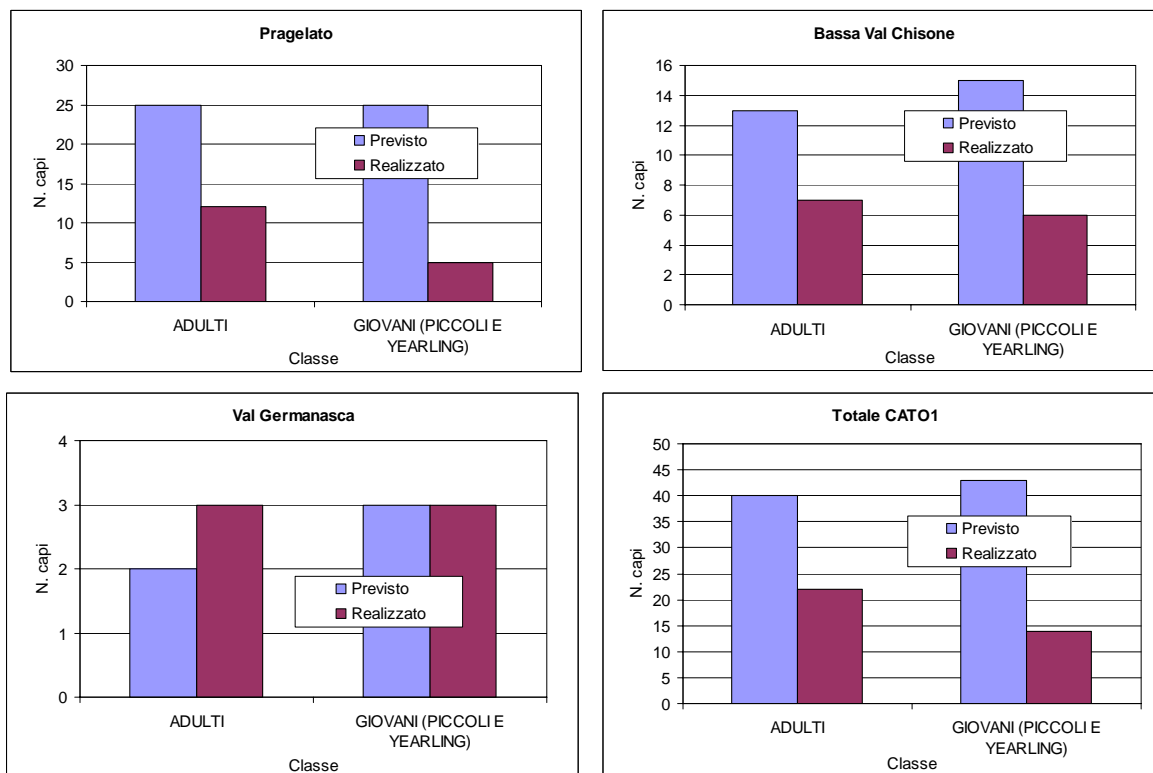 Pragelato
30
25
20
15
10
5
0
N. capi
Previsto
Realizzato
ADULTI
GIOVANI (PICCOLI E
YEARLING)
Classe
Bassa Val Chisone
16
14
12
10
8
6
4
2
0
N. capi
Previsto
Realizzato
ADULTI
GIOVANI (PICCOLI E
YEARLING)
Classe
Val Germanasca
4
3
2
1
0
N. capi
Previsto
Realizzato
ADULTI
GIOVANI (PICCOLI E
YEARLING)
Classe
Totale CATO1
50
45
40
35
30
25
20
15
10
5
0
N. capi
Previsto
Realizzato
ADULTI
GIOVANI (PICCOLI E
YEARLING)
Classe